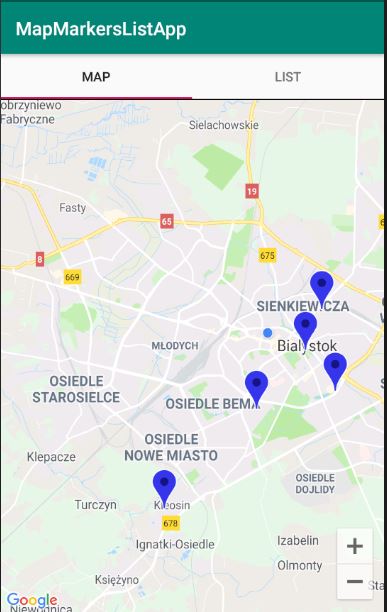 MapMarkersListApp
MAP
LIST
obrzyniewo
Fabryczne
Sielachowskie
19
Fasty
65
8
675
669
SIENKIEWICZA
MŁODYCH
Białystok
OSIEDLE
STAROSIELCE
OSIEDLE BEMA
OSIEDLE
NOWE MIASTO
Klepacze
OSIEDLE
DOJLIDY
Turczyn
Kleosin
678
Ignatki-Osiedle
Izabelin
Olmonty
Księżyno
Sta
Google
Niewodnica